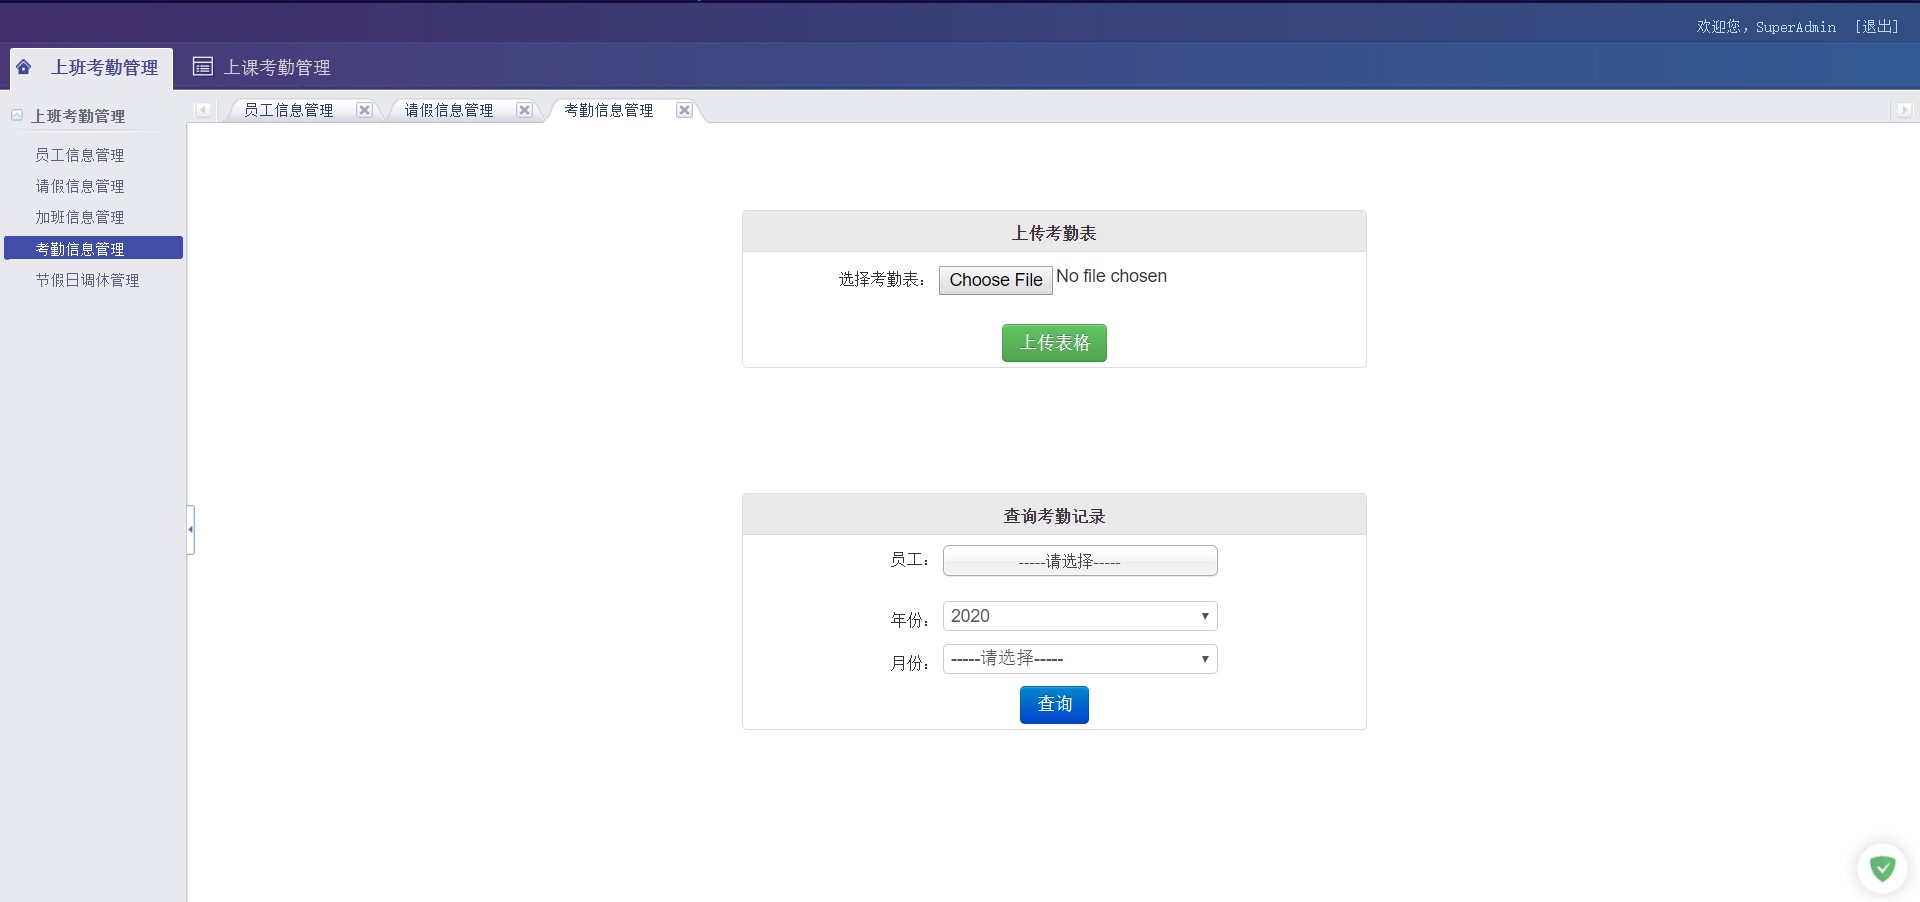 欢迎您，SuperAdmin [退出]
上班考勤管理 上课考勤管理
上班考勤管理
员工信息管理
请假信息管理
加班信息管理
考勤信息管理
节假日调休管理
员工信息管理 请假信息管理 考勤信息管理
上传考勤表
选择考勤表： Choose File No file chosen
上传表格
查询考勤记录
员工： -----请选择-----
年份： 2020
月份： -----请选择-----
查询